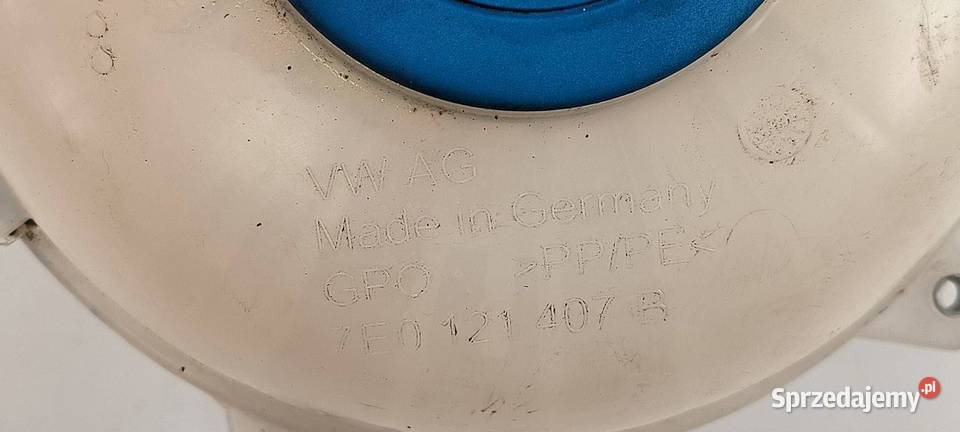 VW AG
Made in Germany
GPO >PP/PE<
7E0 121 407 B
Sprzedajemy.pl